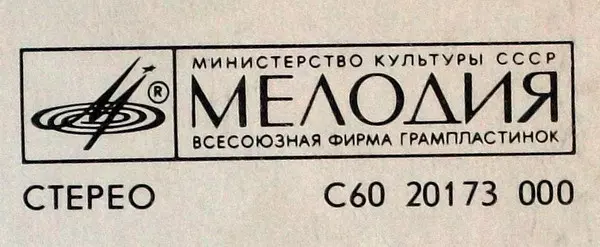 МИНИСТЕРСТВО КУЛЬТУРЫ СССР
®
МЕЛОДИЯ
ВСЕСОЮЗНАЯ ФИРМА ГРАМПЛАСТИНОК
СТЕРЕО С60 20173 000